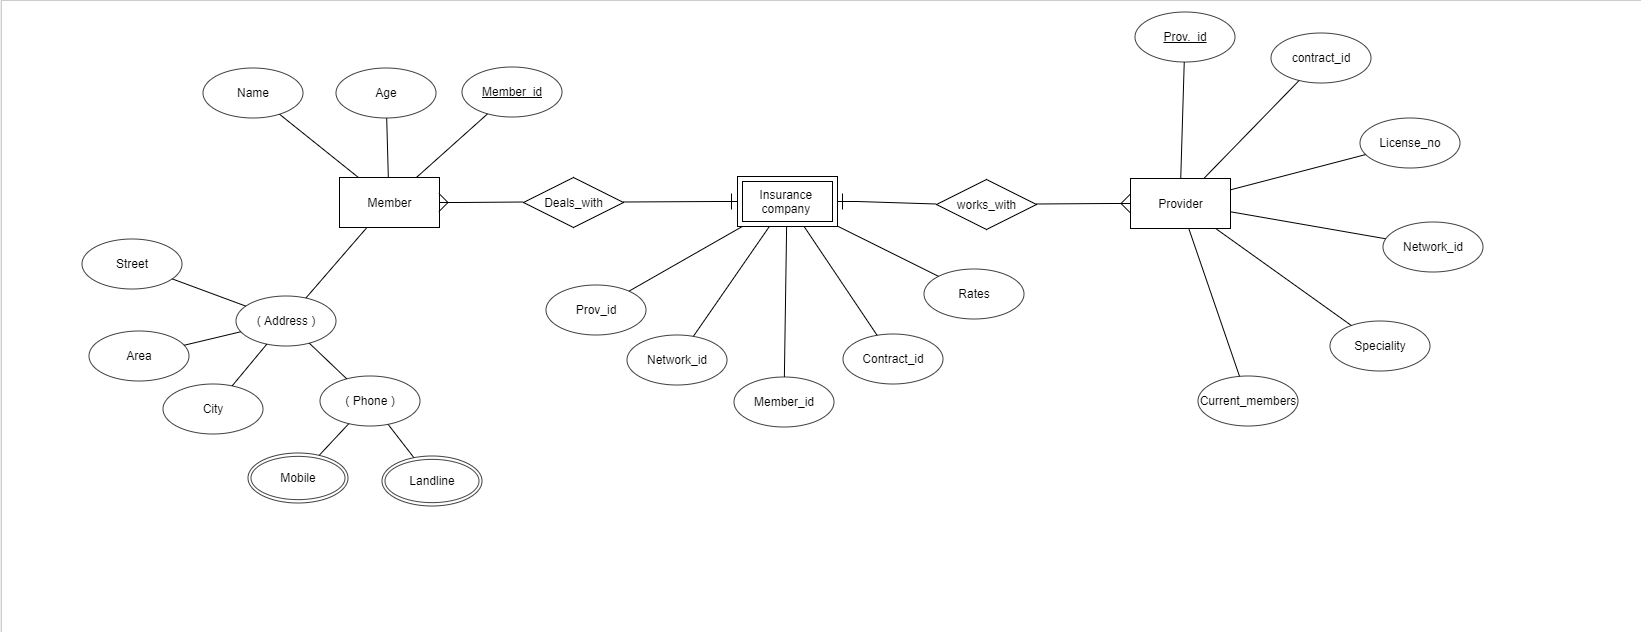 Prov._id
contract_id
Name
Age
Member_id
License_no
Member
Deals_with
Insurance
company
works_with
Provider
Street
Network_id
( Address )
Prov_id
Rates
Area
Network_id
Contract_id
Speciality
City
( Phone )
Member_id
Current_members
Mobile
Landline